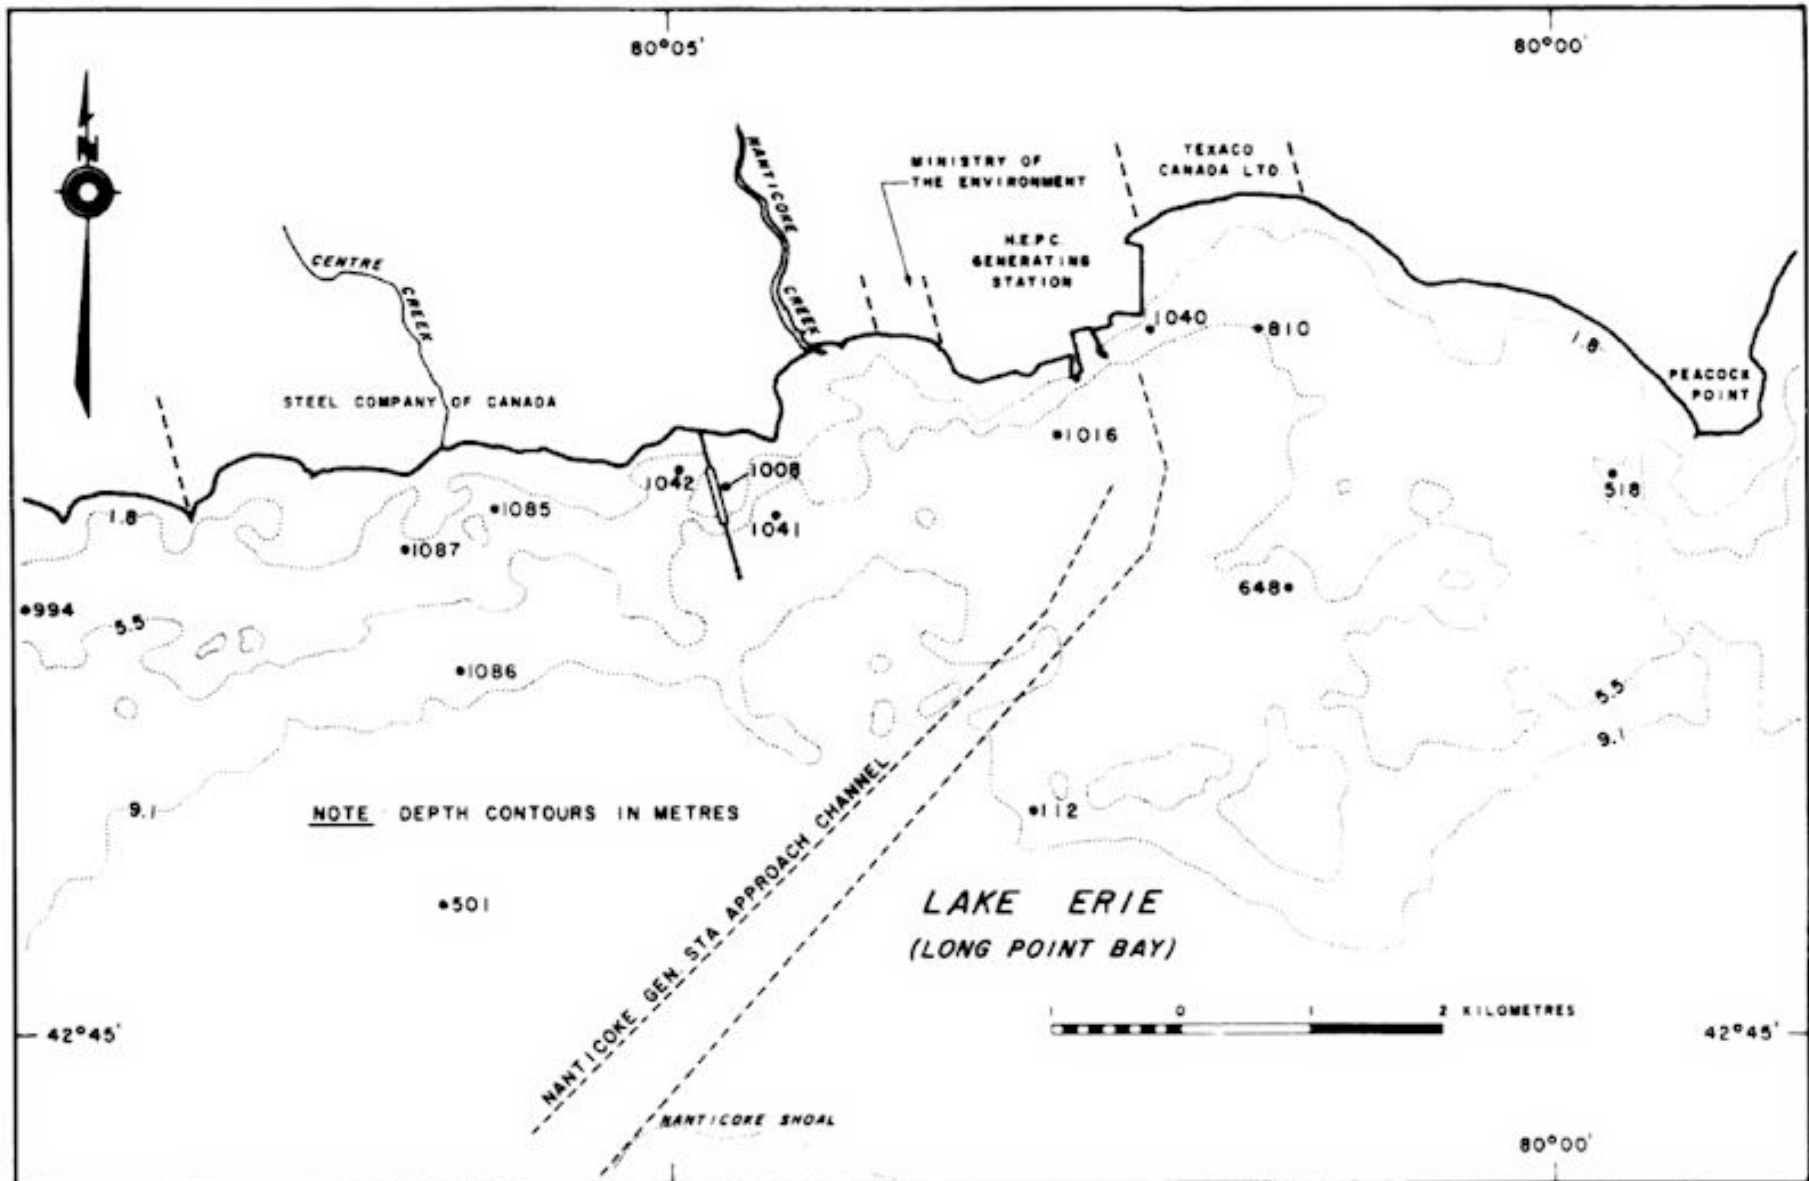 80°05'
80°00'
N
NANTICOKE
CREEK
MINISTRY OF
THE ENVIRONMENT
TEXACO
CANADA LTD
H.E.P.C.
GENERATING
STATION
CENTRE
CREEK
1040
810
1.8
PEACOCK
POINT
STEEL COMPANY OF CANADA
1016
1042
1008
518
1.8
1085
1041
1087
648
994
5.5
1086
5.5
9.1
9.1
NOTE DEPTH CONTOURS IN METRES
112
NANTICOKE GEN STA APPROACH CHANNEL
501
LAKE ERIE
(LONG POINT BAY)
1 0 1 2 KILOMETRES
42°45'
42°45'
NANTICOKE SHOAL
80°00'